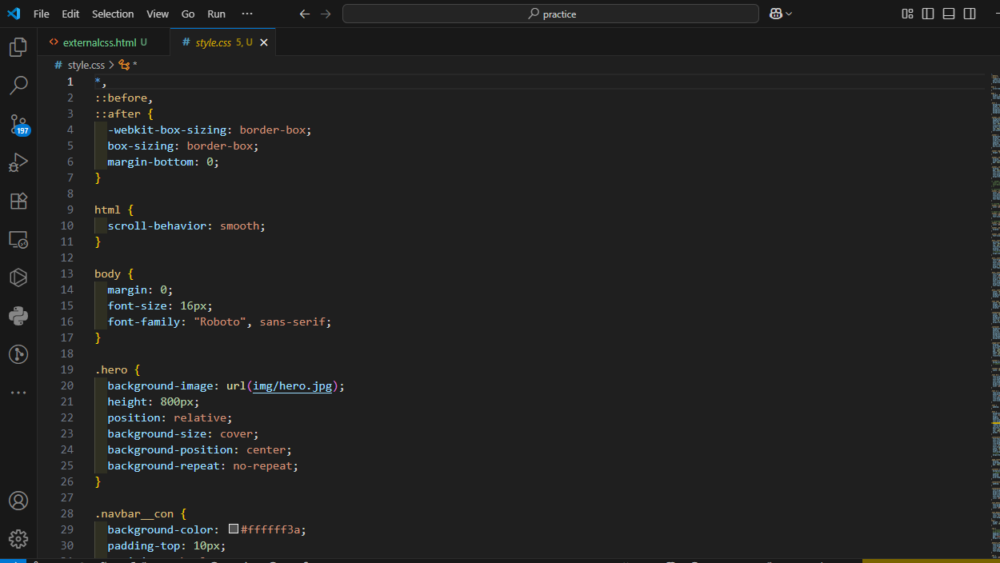 File Edit Selection View Go Run ··· practice
externalcss.html U # style.css 5, U
# style.css > *
197
1 *,
2 ::before,
3 ::after {
4 -webkit-box-sizing: border-box;
5 box-sizing: border-box;
6 margin-bottom: 0;
7 }
8
9 html {
10 scroll-behavior: smooth;
11 }
12
13 body {
14 margin: 0;
15 font-size: 16px;
16 font-family: "Roboto", sans-serif;
17 }
18
19 .hero {
20 background-image: url(img/hero.jpg);
21 height: 800px;
22 position: relative;
23 background-size: cover;
24 background-position: center;
25 background-repeat: no-repeat;
26 }
27
28 .navbar__con {
29 background-color: #ffffff3a;
30 padding-top: 10px;